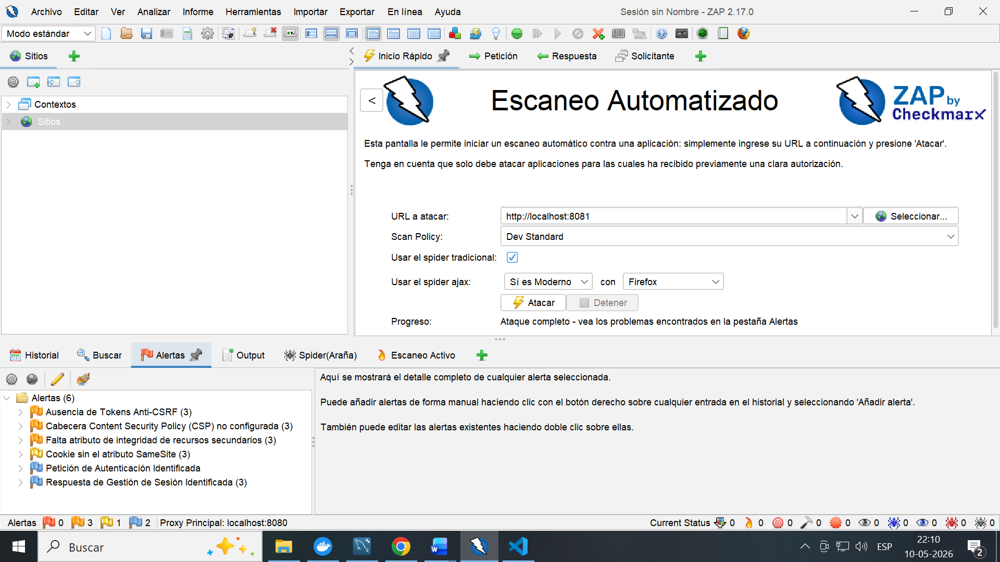 Archivo Editar Ver Analizar Informe Herramientas Importar Exportar En línea Ayuda Sesión sin Nombre - ZAP 2.17.0
Modo estándar
Sitios
Inicio Rápido Petición Respuesta Solicitante
Contextos
Sitios
<
Escaneo Automatizado
ZAP by Checkmarx
Esta pantalla le permite iniciar un escaneo automático contra una aplicación: simplemente ingrese su URL a continuación y presione 'Atacar'.
Tenga en cuenta que solo debe atacar aplicaciones para las cuales ha recibido previamente una clara autorización.
URL a atacar: http://localhost:8081 Seleccionar...
Scan Policy: Dev Standard
Usar el spider tradicional:
Usar el spider ajax: Sí es Moderno con Firefox
Atacar Detener
Progreso: Ataque completo - vea los problemas encontrados en la pestaña Alertas
Historial Buscar Alertas Output Spider(Araña) Escaneo Activo
Alertas (6)
Ausencia de Tokens Anti-CSRF (3)
Cabecera Content Security Policy (CSP) no configurada (3)
Falta atributo de integridad de recursos secundarios (3)
Cookie sin el atributo SameSite (3)
Petición de Autenticación Identificada
Respuesta de Gestión de Sesión Identificada (3)
Aquí se mostrará el detalle completo de cualquier alerta seleccionada.
Puede añadir alertas de forma manual haciendo clic con el botón derecho sobre cualquier entrada en el historial y seleccionando 'Añadir alerta'.
También puede editar las alertas existentes haciendo doble clic sobre ellas.
Alertas 0 3 1 2 Proxy Principal: localhost:8080 Current Status 0 0 0 0 0 0 0 0 0 0
Buscar
ESP
22:10
10-05-2026
2